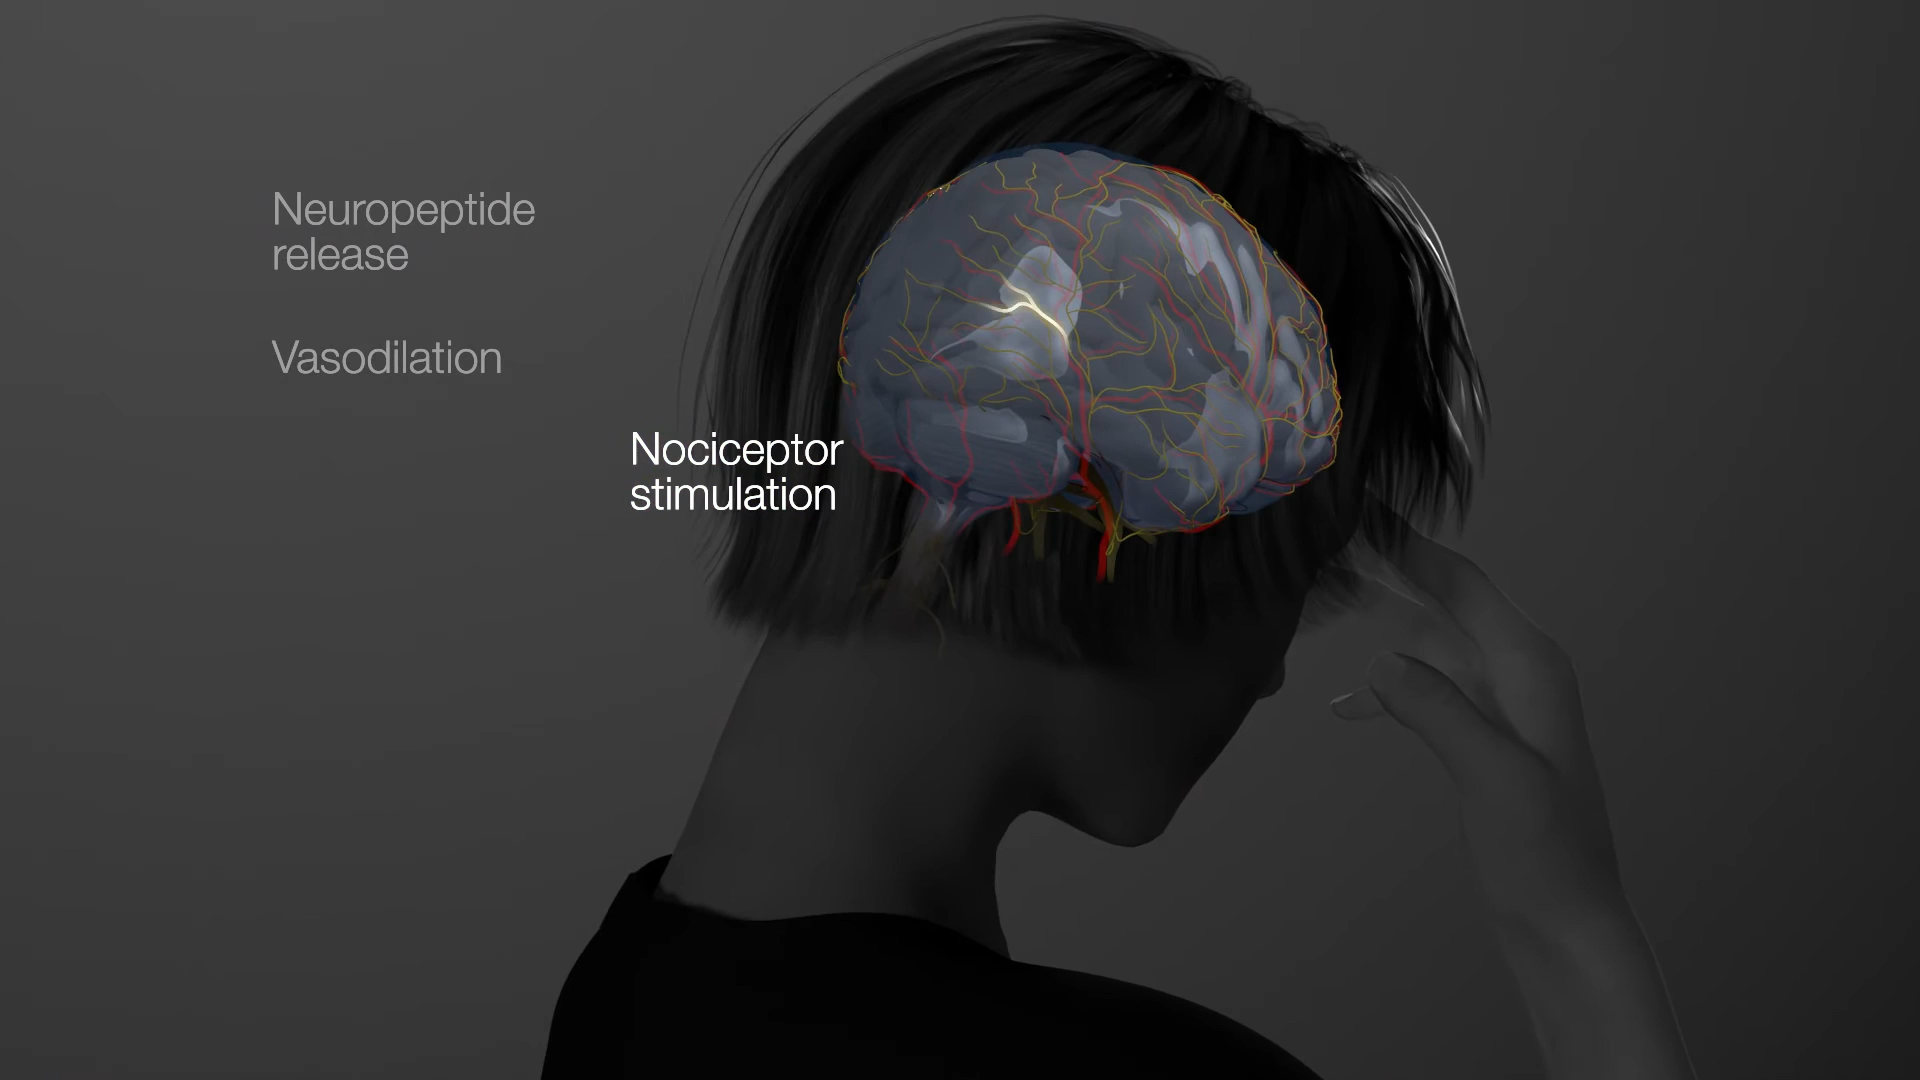 Neuropeptide
release
Vasodilation
Nociceptor
stimulation